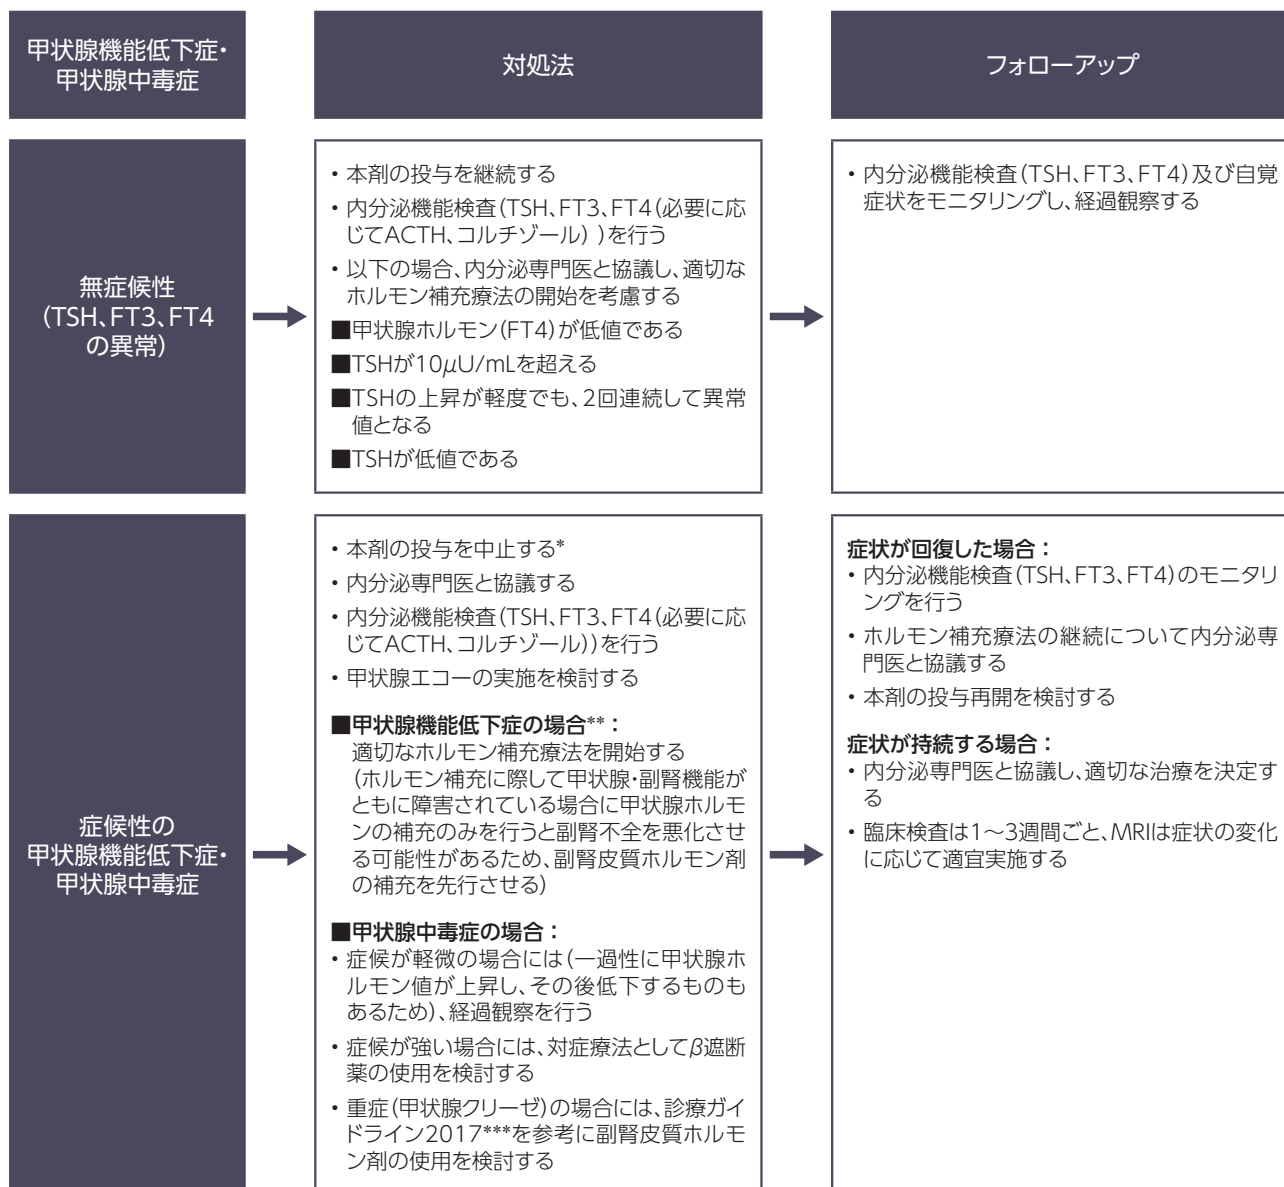 甲状腺機能低下症・
甲状腺中毒症
対処法
フォローアップ
無症候性
(TSH、FT3、FT4
の異常)
・本剤の投与を継続する
・内分泌機能検査(TSH、FT3、FT4(必要に応
じてACTH、コルチゾール) )を行う
・以下の場合、内分泌専門医と協議し、適切な
ホルモン補充療法の開始を考慮する
■甲状腺ホルモン(FT4)が低値である
■TSHが10μU/mLを超える
■TSHの上昇が軽度でも、2回連続して異常
値となる
■TSHが低値である
・内分泌機能検査(TSH、FT3、FT4)及び自覚
症状をモニタリングし、経過観察する
症候性の
甲状腺機能低下症・
甲状腺中毒症
・本剤の投与を中止する*
・内分泌専門医と協議する
・内分泌機能検査(TSH、FT3、FT4(必要に応
じてACTH、コルチゾール))を行う
・甲状腺エコーの実施を検討する
■甲状腺機能低下症の場合**：
適切なホルモン補充療法を開始する
(ホルモン補充に際して甲状腺・副腎機能が
ともに障害されている場合に甲状腺ホルモ
ンの補充のみを行うと副腎不全を悪化させ
る可能性があるため、副腎皮質ホルモン剤
の補充を先行させる)
■甲状腺中毒症の場合：
・症候が軽微の場合には(一過性に甲状腺ホ
ルモン値が上昇し、その後低下するものも
あるため)、経過観察を行う
・症候が強い場合には、対症療法としてβ遮断
薬の使用を検討する
・重症(甲状腺クリーゼ)の場合には、診療ガイ
ドライン2017***を参考に副腎皮質ホルモ
ン剤の使用を検討する
症状が回復した場合：
・内分泌機能検査(TSH、FT3、FT4)のモニタリ
ングを行う
・ホルモン補充療法の継続について内分泌専
門医と協議する
・本剤の投与再開を検討する
症状が持続する場合：
・内分泌専門医と協議し、適切な治療を決定す
る
・臨床検査は1〜3週間ごと、MRIは症状の変化
に応じて適宜実施する